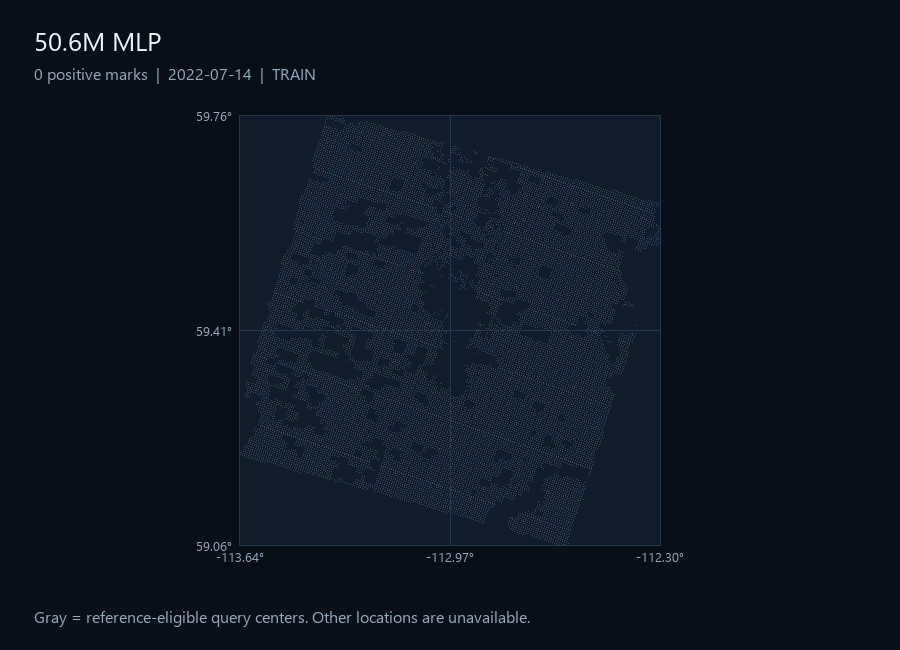 50.6M MLP
0 positive marks | 2022-07-14 | TRAIN
59.76°
59.41°
59.06°
-113.64°
-112.97°
-112.30°
Gray = reference-eligible query centers. Other locations are unavailable.